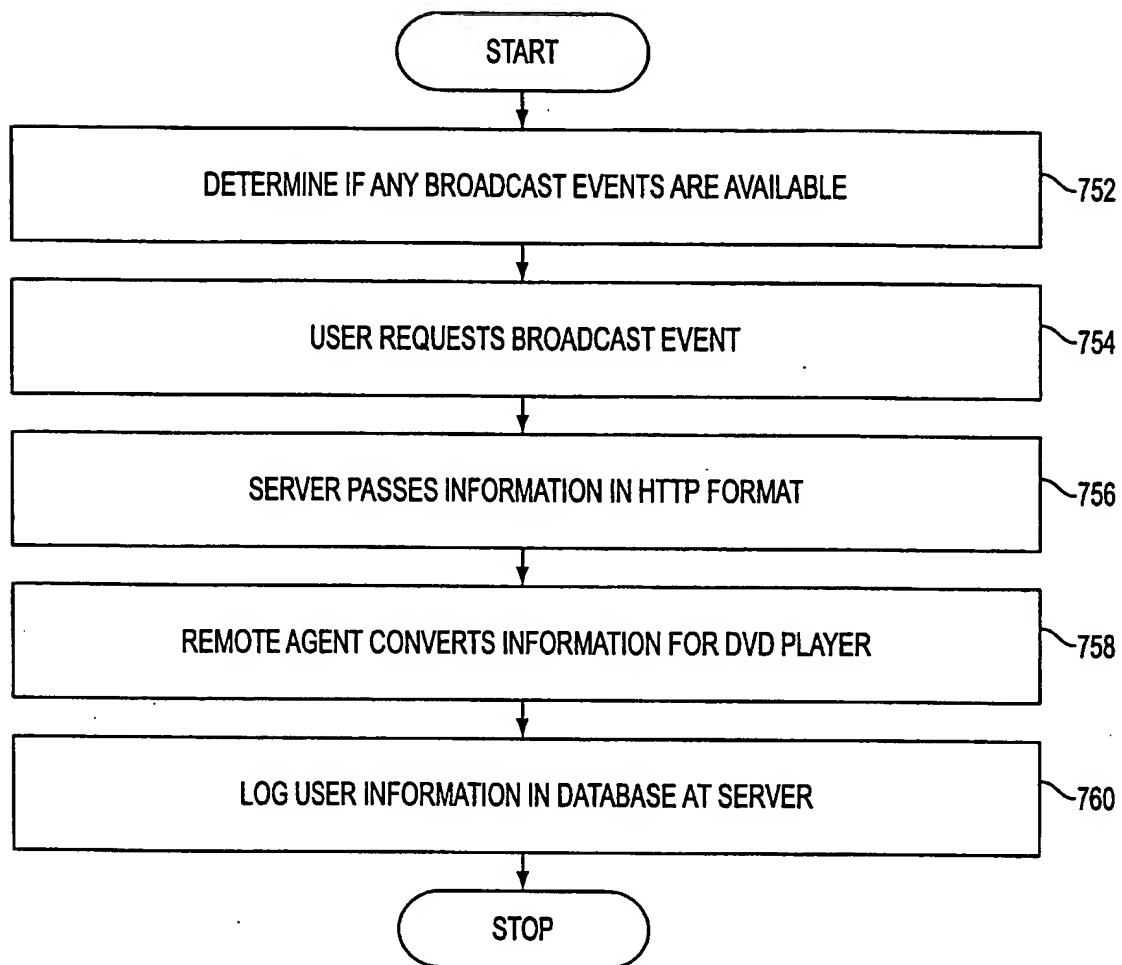 START
DETERMINE IF ANY BROADCAST EVENTS ARE AVAILABLE
752
USER REQUESTS BROADCAST EVENT
754
SERVER PASSES INFORMATION IN HTTP FORMAT
756
REMOTE AGENT CONVERTS INFORMATION FOR DVD PLAYER
758
LOG USER INFORMATION IN DATABASE AT SERVER
760
STOP